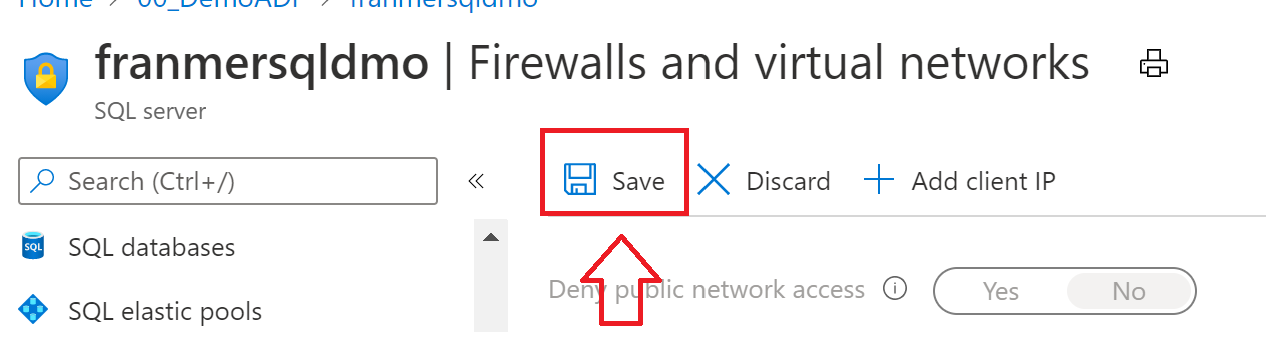 Home > 00_DemoADF > franmersqldmo
franmersqldmo | Firewalls and virtual networks
SQL server
Search (Ctrl+/)
«
Save
Discard
Add client IP
SQL databases
Deny public network access
Yes
No
SQL elastic pools